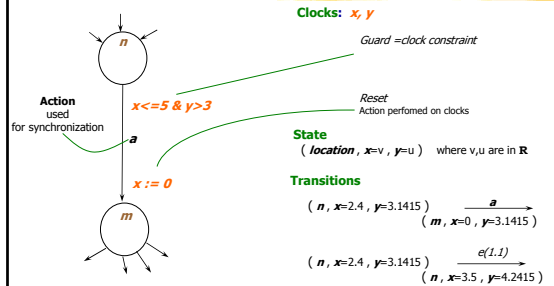 Clocks: x, y
n
Guard =clock constraint
Action
used
for synchronization
x<=5 & y>3
Reset
Action perfomed on clocks
a
State
( location , x=v , y=u ) where v,u are in R
x := 0
Transitions
m
( n , x=2.4 , y=3.1415 )
a
( m , x=0 , y=3.1415 )
( n , x=2.4 , y=3.1415 )
e(1.1)
( n , x=3.5 , y=4.2415 )